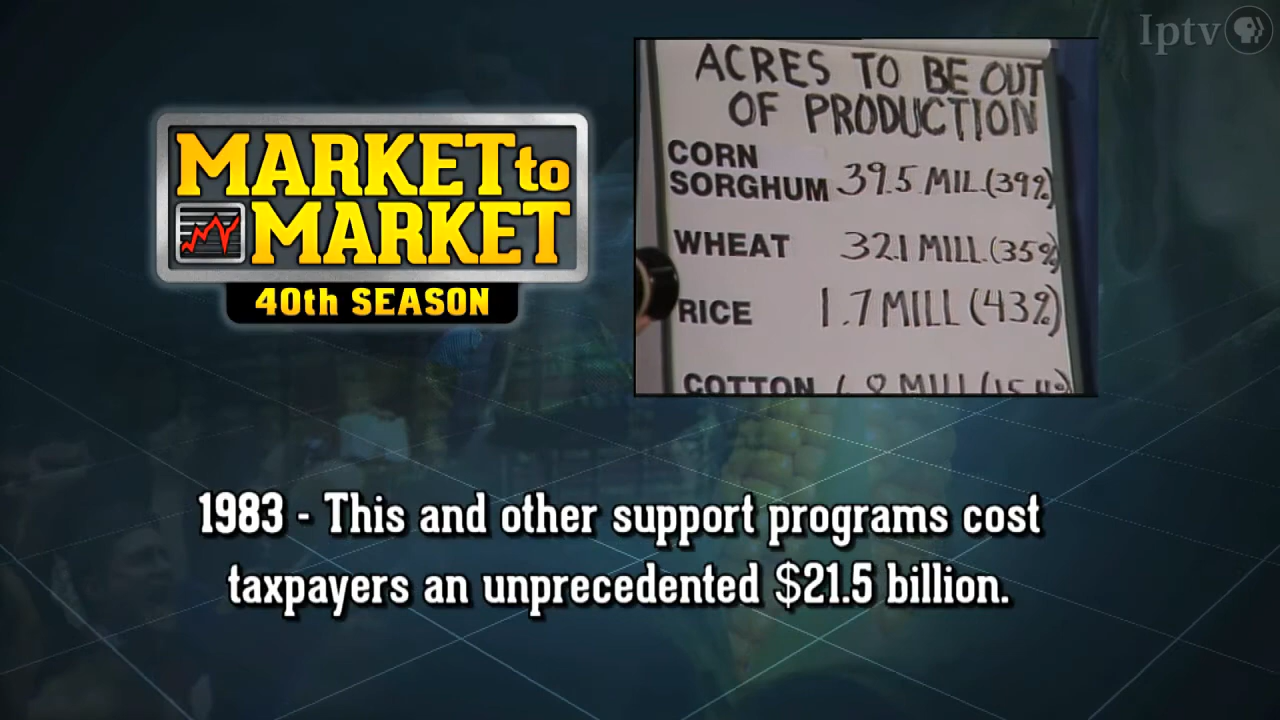 Iptv
MARKET to
MARKET
40th SEASON
ACRES TO BE OUT
OF PRODUCTION
CORN
SORGHUM 39.5 MIL.(39%)
WHEAT 32.1 MILL.(35%)
RICE 1.7 MILL (43%)
COTTON
1983 - This and other support programs cost
taxpayers an unprecedented $21.5 billion.